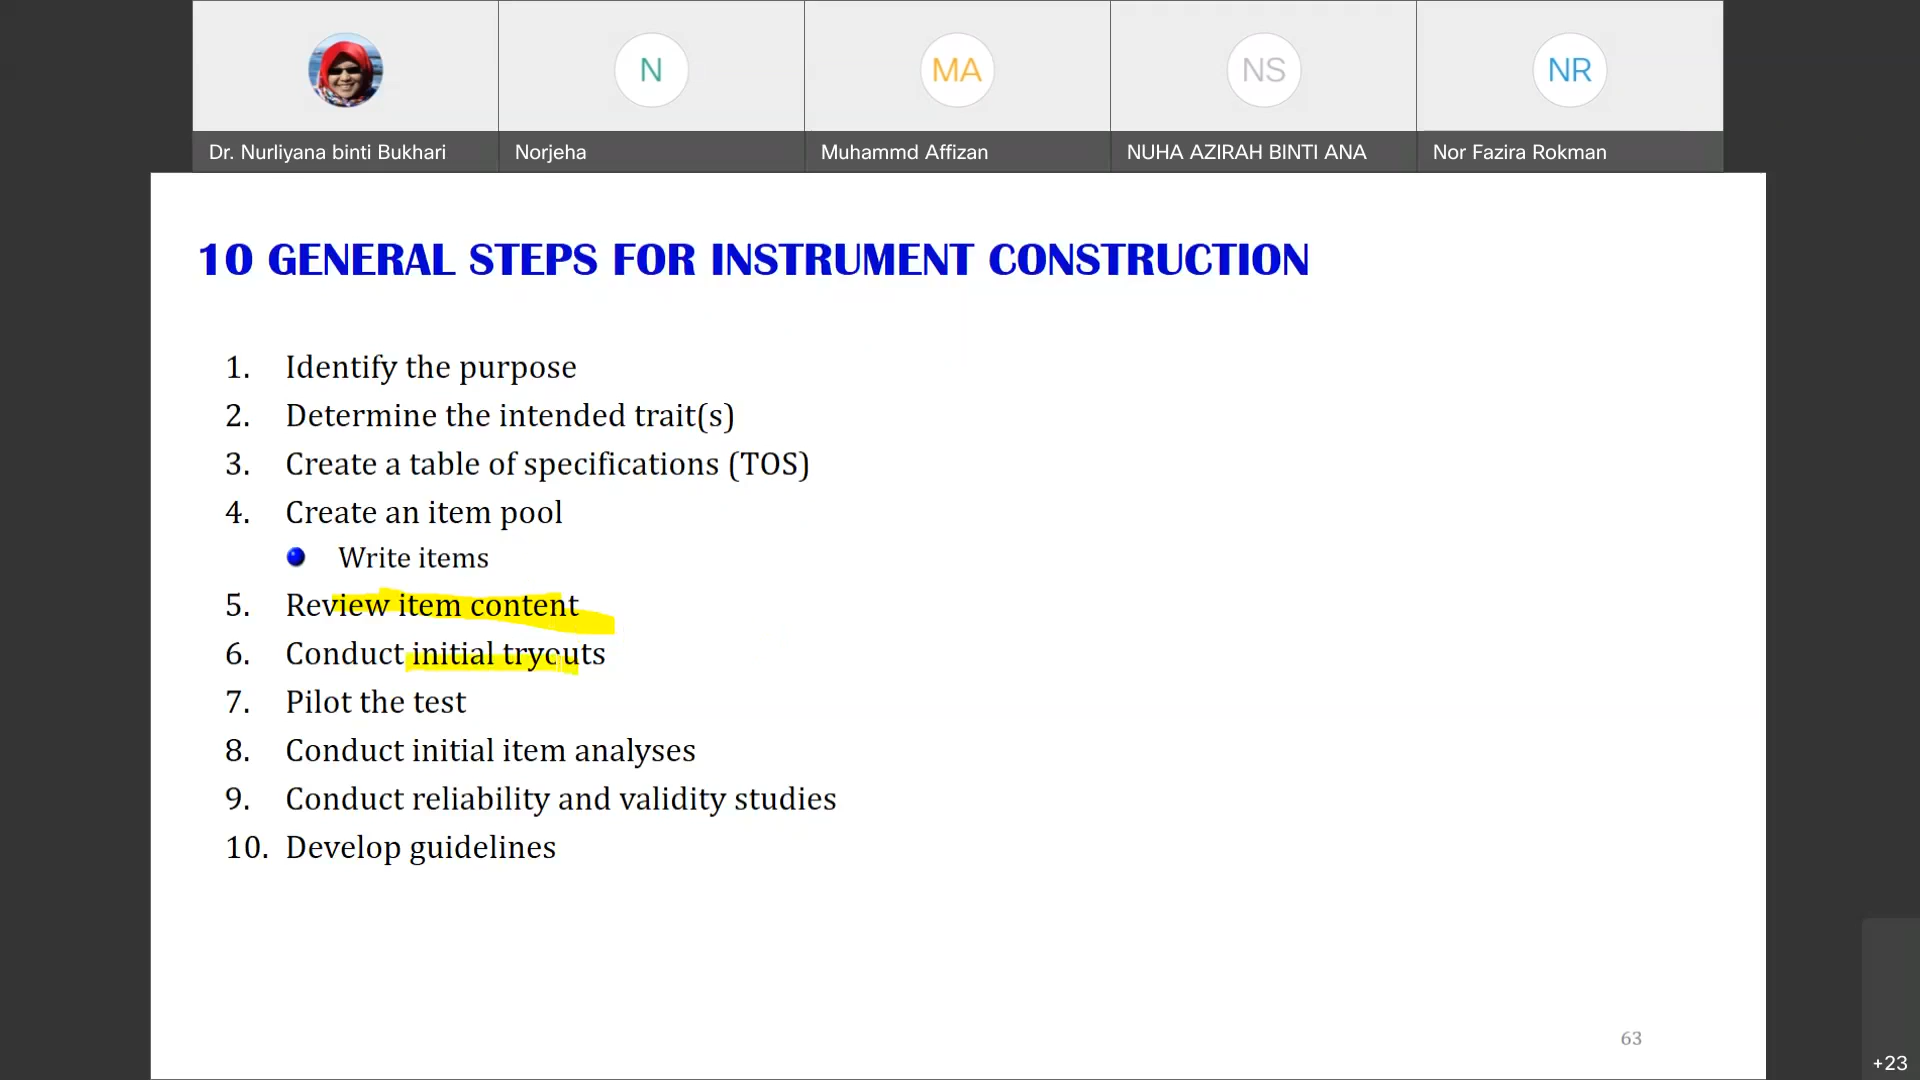 N
MA
NS
NR
Dr. Nurliyana binti Bukhari
Norjeha
Muhammd Affizan
NUHA AZIRAH BINTI ANA
Nor Fazira Rokman
10 GENERAL STEPS FOR INSTRUMENT CONSTRUCTION
1. Identify the purpose
2. Determine the intended trait(s)
3. Create a table of specifications (TOS)
4. Create an item pool
Write items
5. Review item content
6. Conduct initial tryouts
7. Pilot the test
8. Conduct initial item analyses
9. Conduct reliability and validity studies
10. Develop guidelines
63
+23